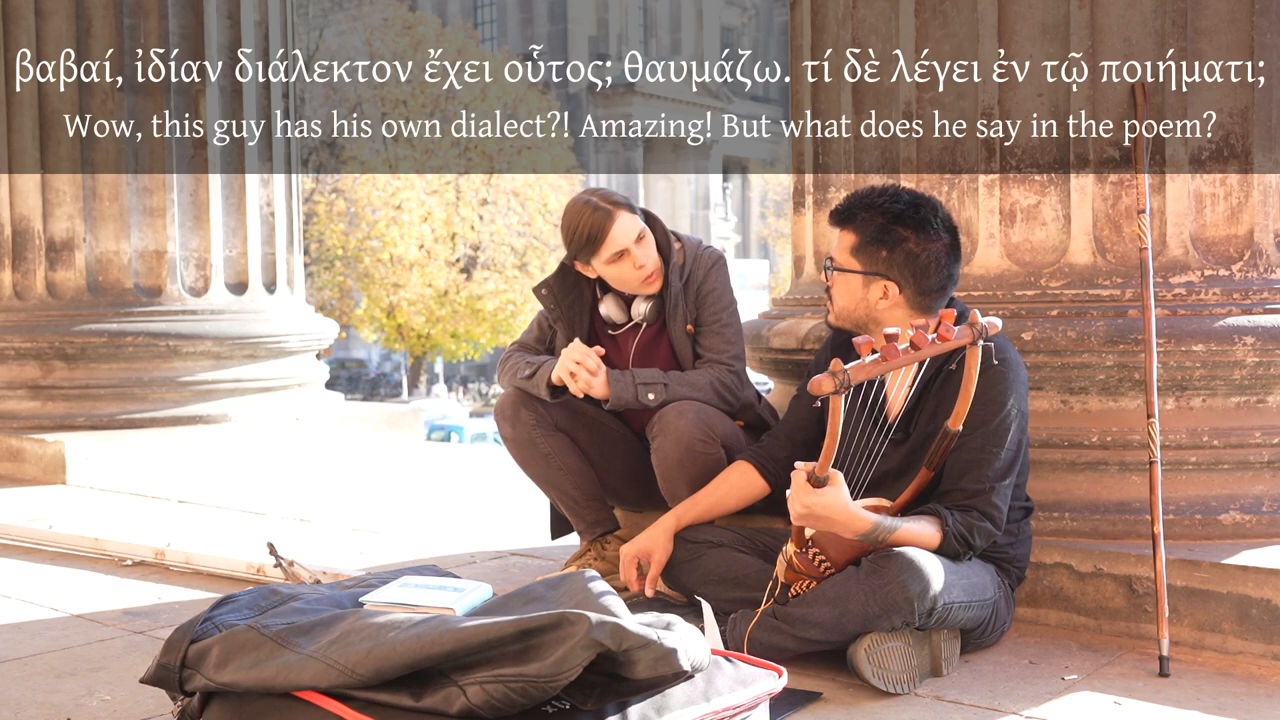 βαβαί, ἰδίαν διάλεκτον ἔχει οὗτος; θαυμάζω. τί δὲ λέγει ἐν τῷ ποιήματι;
Wow, this guy has his own dialect?! Amazing! But what does he say in the poem?